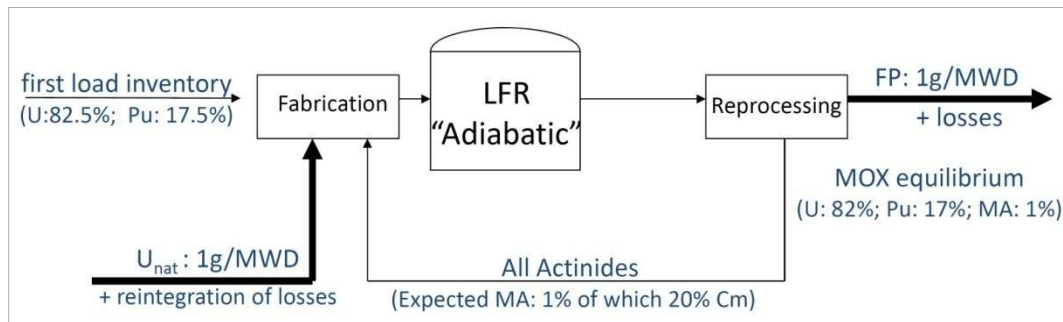 first load inventory
(U:82.5%; Pu: 17.5%)
Fabrication
LFR
“Adiabatic”
Reprocessing
FP: 1g/MWD
+ losses
MOX equilibrium
(U: 82%; Pu: 17%; MA: 1%)
Unat : 1g/MWD
+ reintegration of losses
All Actinides
(Expected MA: 1% of which 20% Cm)